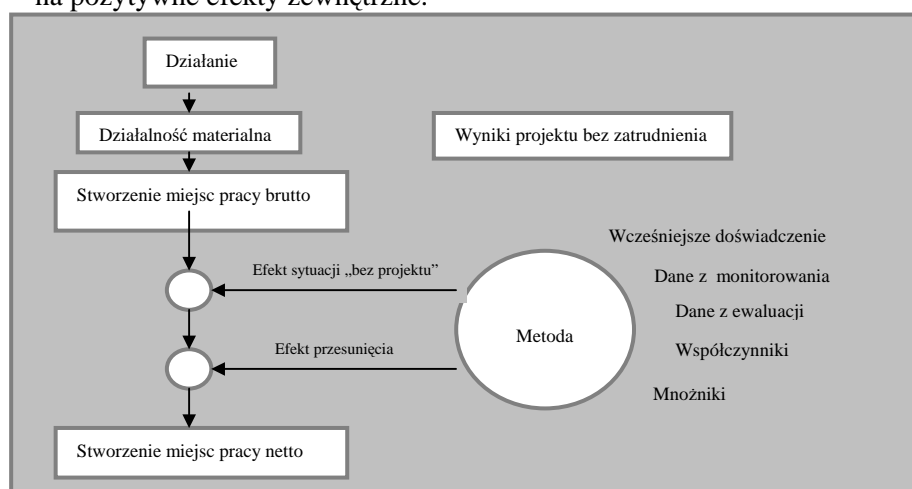 na pozytywne efekty zewnętrzne.
Działanie
Działalność materialna
Wyniki projektu bez zatrudnienia
Stworzenie miejsc pracy brutto
Wcześniejsze doświadczenie
Efekt sytuacji „bez projektu”
Dane z monitorowania
Dane z ewaluacji
Metoda
Efekt przesunięcia
Współczynniki
Mnożniki
Stworzenie miejsc pracy netto